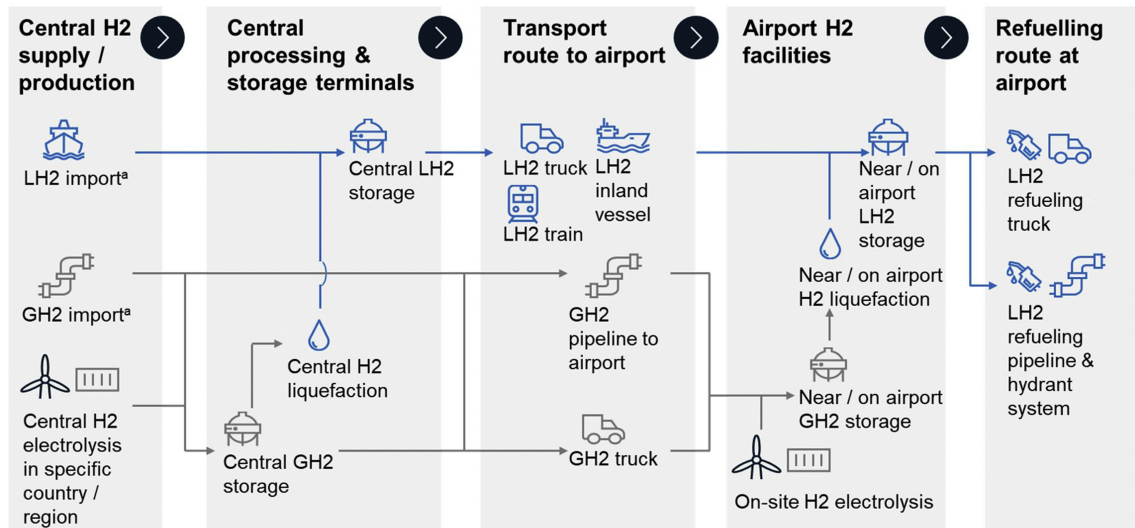 Central H2
supply /
production
Central
processing &
storage terminals
Transport
route to airport
Airport H2
facilities
Refuelling
route at
airport
LH2 importᵃ
GH2 importᵃ
Central H2
electrolysis
in specific
country /
region
Central LH2
storage
Central H2
liquefaction
Central GH2
storage
LH2 truck
LH2
inland
vessel
LH2 train
GH2
pipeline to
airport
GH2 truck
Near / on
airport
LH2
storage
Near / on airport
H2 liquefaction
Near / on airport
GH2 storage
On-site H2 electrolysis
LH2
refueling
truck
LH2
refueling
pipeline &
hydrant
system